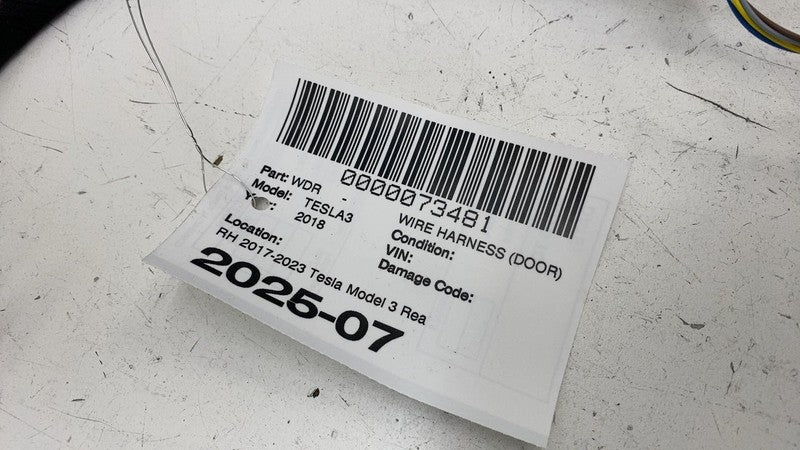 0000073481
Part: WDR - WIRE HARNESS (DOOR)
Model: TESLA3 Condition:
2018 VIN:
Damage Code:
Location:
RH 2017-2023 Tesla Model 3 Rea
2025-07